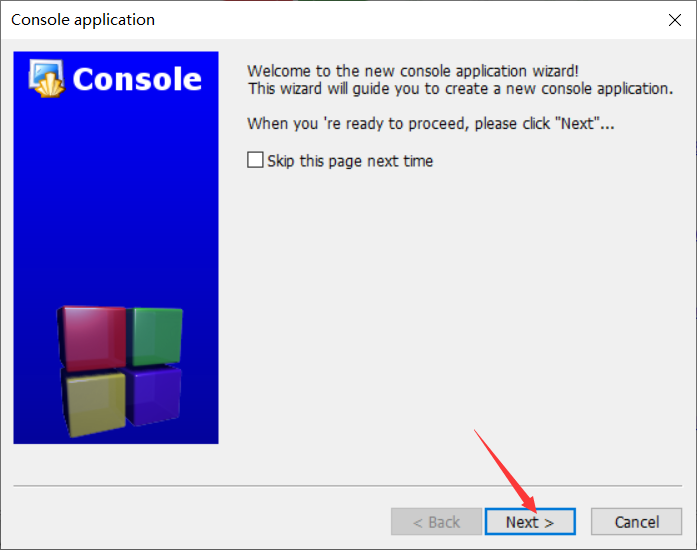 Console application
Console
Welcome to the new console application wizard!
This wizard will guide you to create a new console application.
When you 're ready to proceed, please click "Next"...
Skip this page next time
< Back
Next >
Cancel